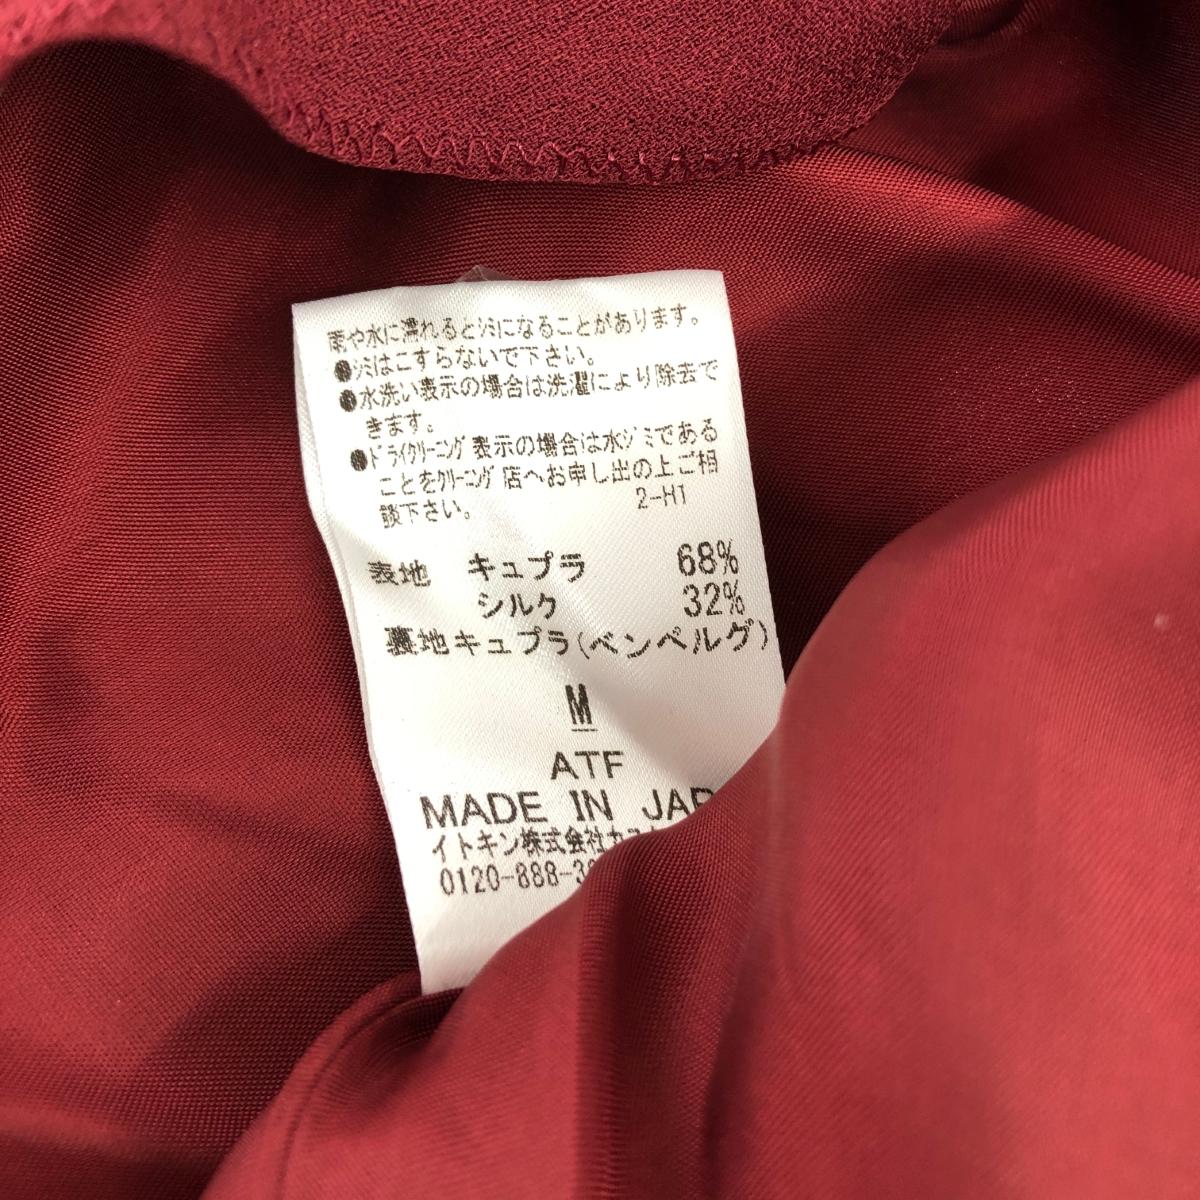 雨や水に濡れるとｼﾐになることがあります。
●ｼﾐはこすらないで下さい。
●水洗い表示の場合は洗濯により除去で
きます。
●ﾄﾞﾗｲｸﾘｰﾆﾝｸﾞ表示の場合は水ｼﾞﾐである
ことをｸﾘｰﾆﾝｸﾞ店へお申し出の上ご相
談下さい。 2-H1
表地 キュプラ 68%
シルク 32%
裏地キュプラ(ベンベルグ)
M
ATF
MADE IN JAP
イトキン株式会社カスト
0120-888-3